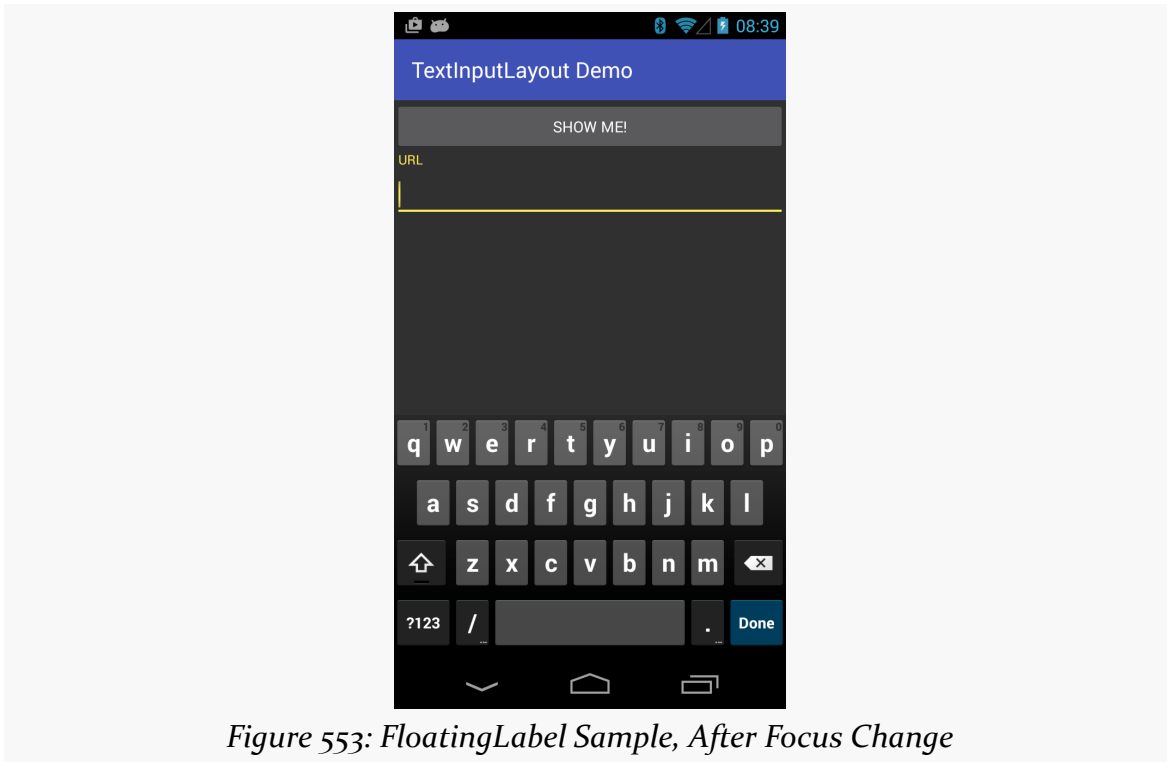 08:39
TextInputLayout Demo
SHOW ME!
URL
1 2 3 4 5 6 7 8 9 0
q w e r t y u i o p
a s d f g h j k l
z x c v b n m
?123 / . Done
Figure 553: FloatingLabel Sample, After Focus Change